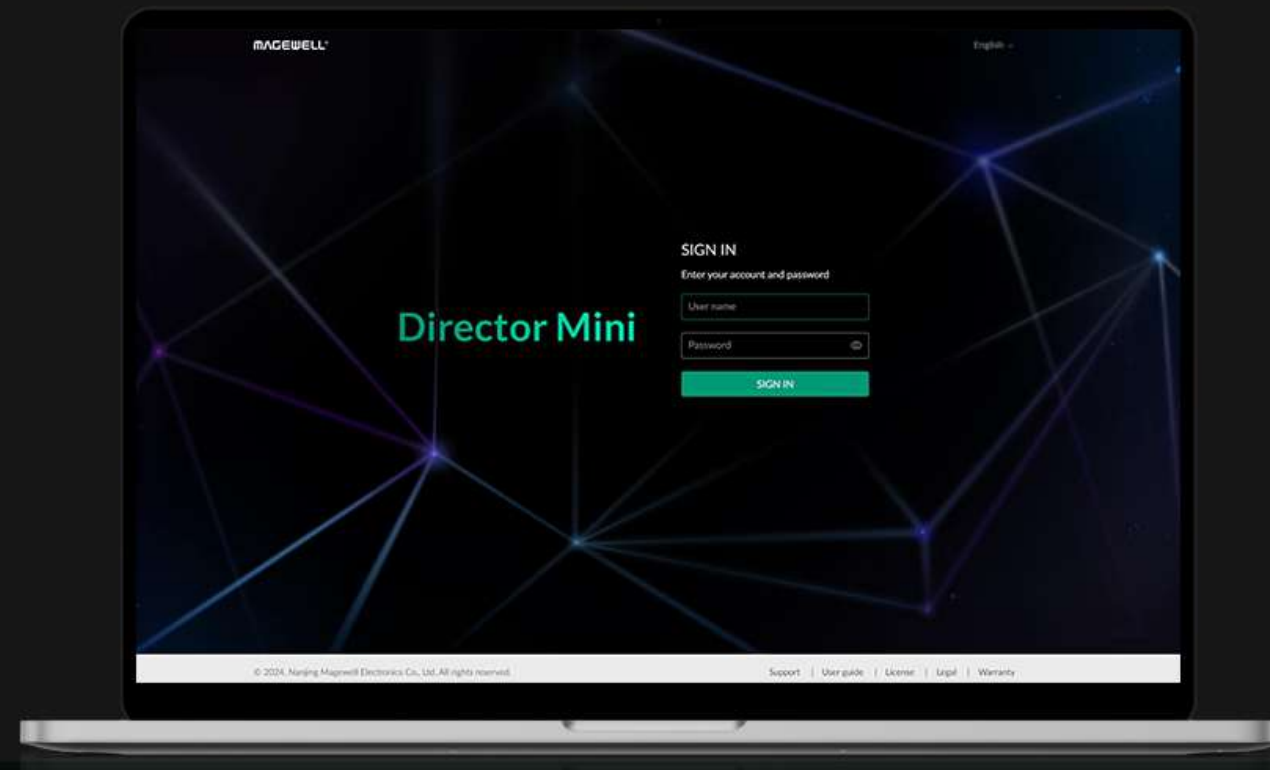 MAGEWELL
English
SIGN IN
Enter your account and password
User name
Director Mini
Password
SIGN IN
© 2024, Nanjing Magewell Electronics Co., Ltd. All rights reserved.
Support | User guide | License | Legal | Warranty